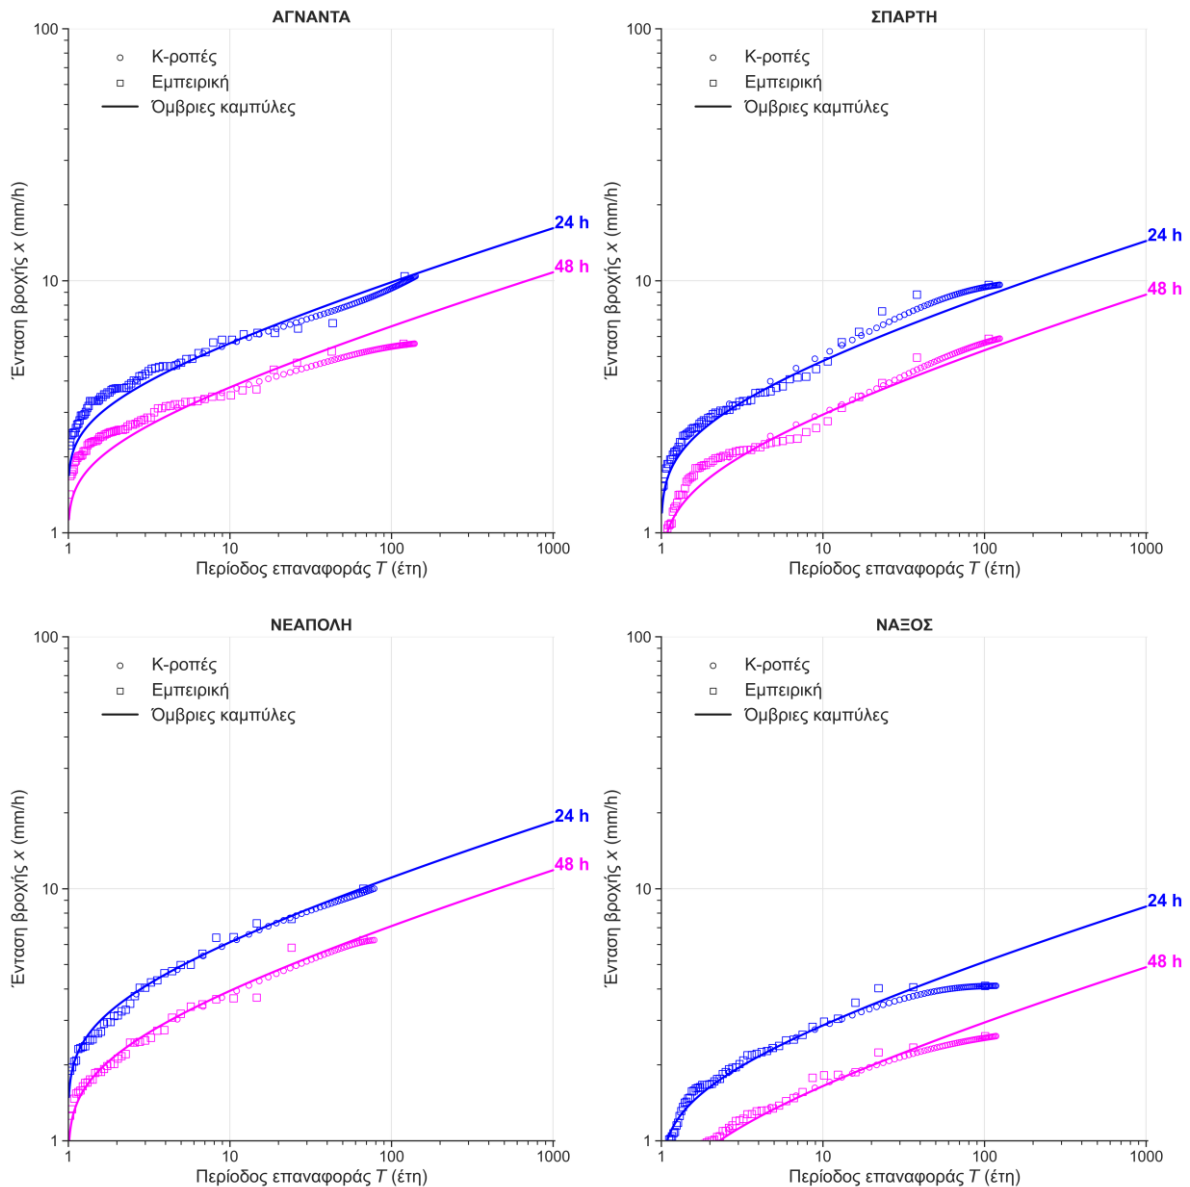 ΑΓΝΑΝΤΑ
100
10
1
Ένταση βροχής x (mm/h)
Κ-ροπές
Εμπειρική
Όμβριες καμπύλες
24 h
48 h
1
10
100
1000
Περίοδος επαναφοράς T (έτη)
ΣΠΑΡΤΗ
100
10
1
Ένταση βροχής x (mm/h)
Κ-ροπές
Εμπειρική
Όμβριες καμπύλες
24 h
48 h
1
10
100
1000
Περίοδος επαναφοράς T (έτη)
ΝΕΑΠΟΛΗ
100
10
1
Ένταση βροχής x (mm/h)
Κ-ροπές
Εμπειρική
Όμβριες καμπύλες
24 h
48 h
1
10
100
1000
Περίοδος επαναφοράς T (έτη)
ΝΑΞΟΣ
100
10
1
Ένταση βροχής x (mm/h)
Κ-ροπές
Εμπειρική
Όμβριες καμπύλες
24 h
48 h
1
10
100
1000
Περίοδος επαναφοράς T (έτη)